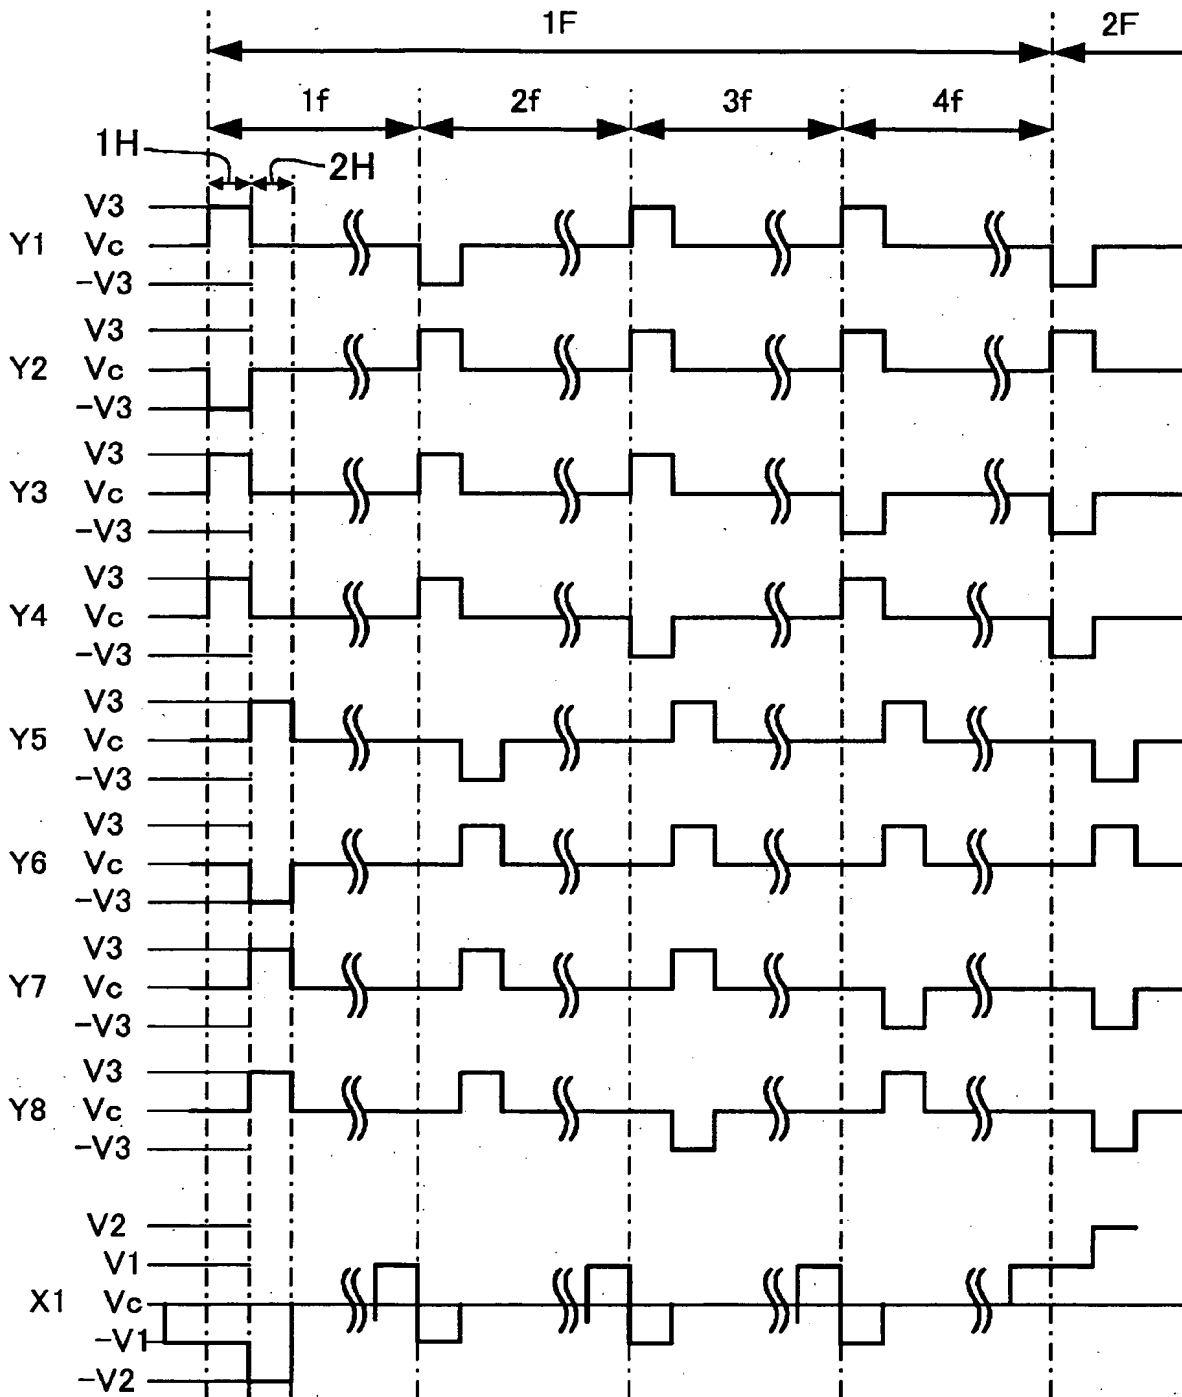 1F 2F
1f 2f 3f 4f
1H 2H
V3
Y1 Vc
-V3
V3
Y2 Vc
-V3
V3
Y3 Vc
-V3
V3
Y4 Vc
-V3
V3
Y5 Vc
-V3
V3
Y6 Vc
-V3
V3
Y7 Vc
-V3
V3
Y8 Vc
-V3
V2
V1
X1 Vc
-V1
-V2